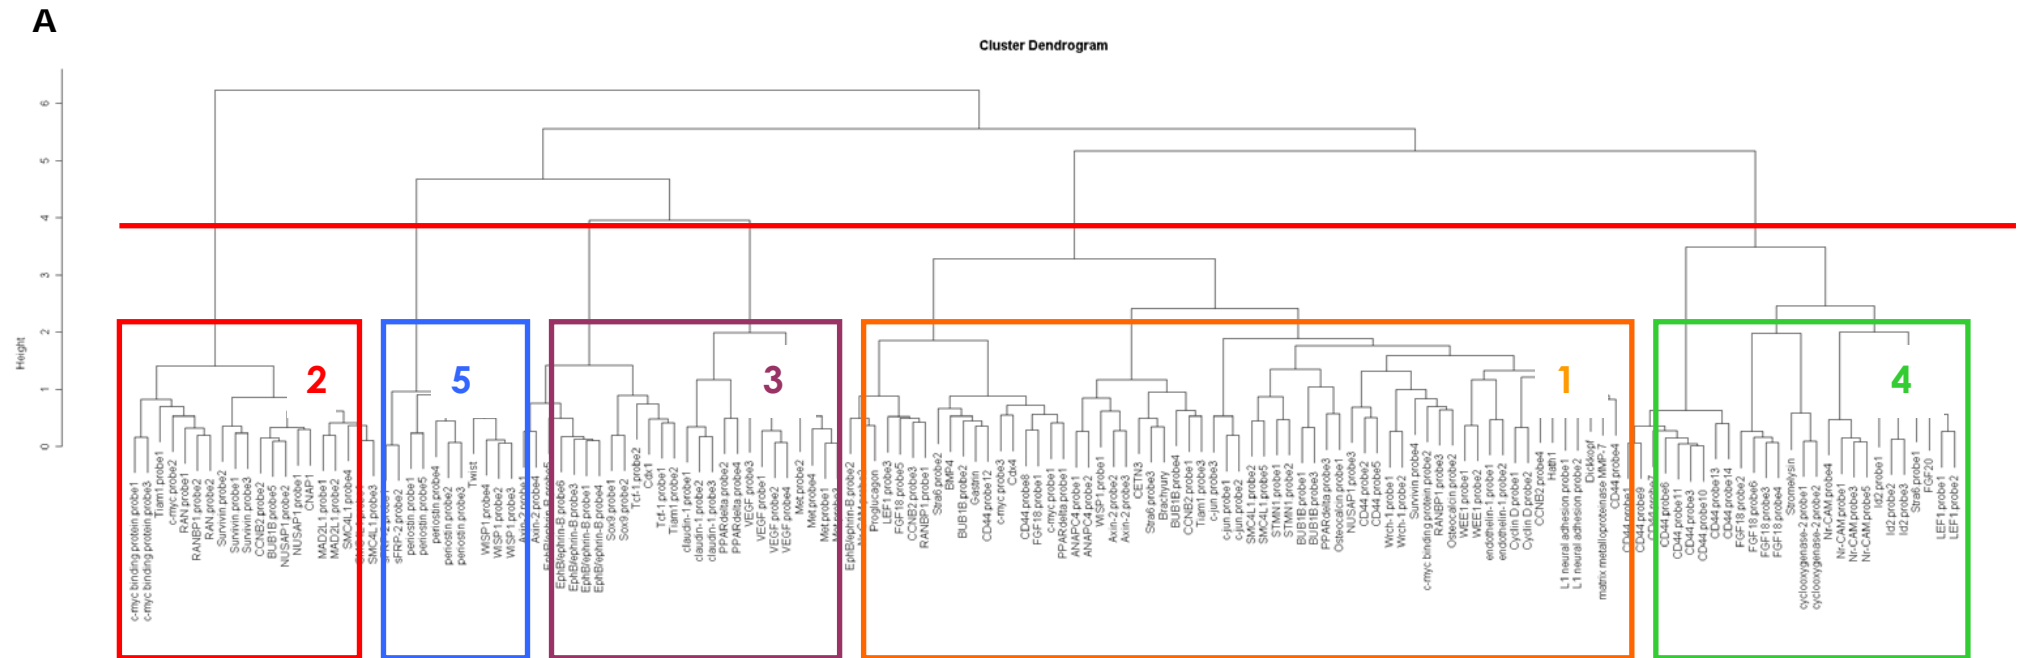 A
Cluster Dendrogram
Height
6
5
4
3
2
1
0
2
5
3
1
4
c-myc binding protein probe1
c-myc binding protein probe3
Tiam1 probe1
c-myc probe2
RAN probe1
RANBP1 probe2
RAN probe2
Survivin probe2
Survivin probe1
Survivin probe3
CCNB2 probe2
BUB1B probe5
NUSAP1 probe2
NUSAP1 probe1
CNAP1
MAD2L1 probe1
MAD2L1 probe2
SMC4L1 probe4
SMC4L1 probe3
sFRP-2 probe2
periostin probe1
periostin probe5
periostin probe4
periostin probe2
periostin probe3
Twist
WISP1 probe4
WISP1 probe2
WISP1 probe3
Axin-2 probe1
Axin-2 probe4
EphB/ephrin-B probe5
EphB/ephrin-B probe6
EphB/ephrin-B probe3
EphB/ephrin-B probe1
EphB/ephrin-B probe4
Sox9 probe1
Sox9 probe2
Tcf-1 probe2
Cdx1
Tcf-1 probe1
Tiam1 probe2
claudin-1 probe1
claudin-1 probe2
claudin-1 probe3
PPARdelta probe2
PPARdelta probe4
VEGF probe3
VEGF probe1
VEGF probe2
VEGF probe4
Met probe2
Met probe4
Met probe1
Met probe3
EphB/ephrin-B probe2
Proglucagon
LEF1 probe3
FGF18 probe5
CCNB2 probe3
RANBP1 probe1
Stra6 probe2
BMP4
BUB1B probe2
Gastrin
CD44 probe12
c-myc probe3
Cdx4
CD44 probe8
FGF18 probe1
c-myc probe1
PPARdelta probe1
ANAPC4 probe1
ANAPC4 probe2
WISP1 probe1
Axin-2 probe2
Axin-2 probe3
CETN3
Stra6 probe3
Brachyury
BUB1B probe4
CCNB2 probe1
Tiam1 probe3
c-jun probe3
c-jun probe1
c-jun probe2
SMC4L1 probe2
SMC4L1 probe5
STMN1 probe1
STMN1 probe2
BUB1B probe1
BUB1B probe3
PPARdelta probe3
Osteocalcin probe1
NUSAP1 probe3
CD44 probe2
CD44 probe5
Wrch-1 probe1
Wrch-1 probe2
Survivin probe4
c-myc binding protein probe2
RANBP1 probe3
Osteocalcin probe2
WEE1 probe1
WEE1 probe2
endothelin-1 probe1
endothelin-1 probe2
Cyclin D probe1
Cyclin D probe2
CCNB2 probe4
Hath1
L1 neural adhesion probe1
L1 neural adhesion probe2
Dickkopf
matrix metalloproteinase MMP-7
CD44 probe4
CD44 probe1
CD44 probe9
CD44 probe7
CD44 probe6
CD44 probe11
CD44 probe3
CD44 probe10
CD44 probe13
CD44 probe14
FGF18 probe2
FGF18 probe6
FGF18 probe3
FGF18 probe4
Stromelysin
cyclooxygenase-2 probe1
cyclooxygenase-2 probe2
Nr-CAM probe4
Nr-CAM probe1
Nr-CAM probe3
Nr-CAM probe5
Id2 probe1
Id2 probe2
Id2 probe3
Stra6 probe1
FGF20
LEF1 probe1
LEF1 probe2